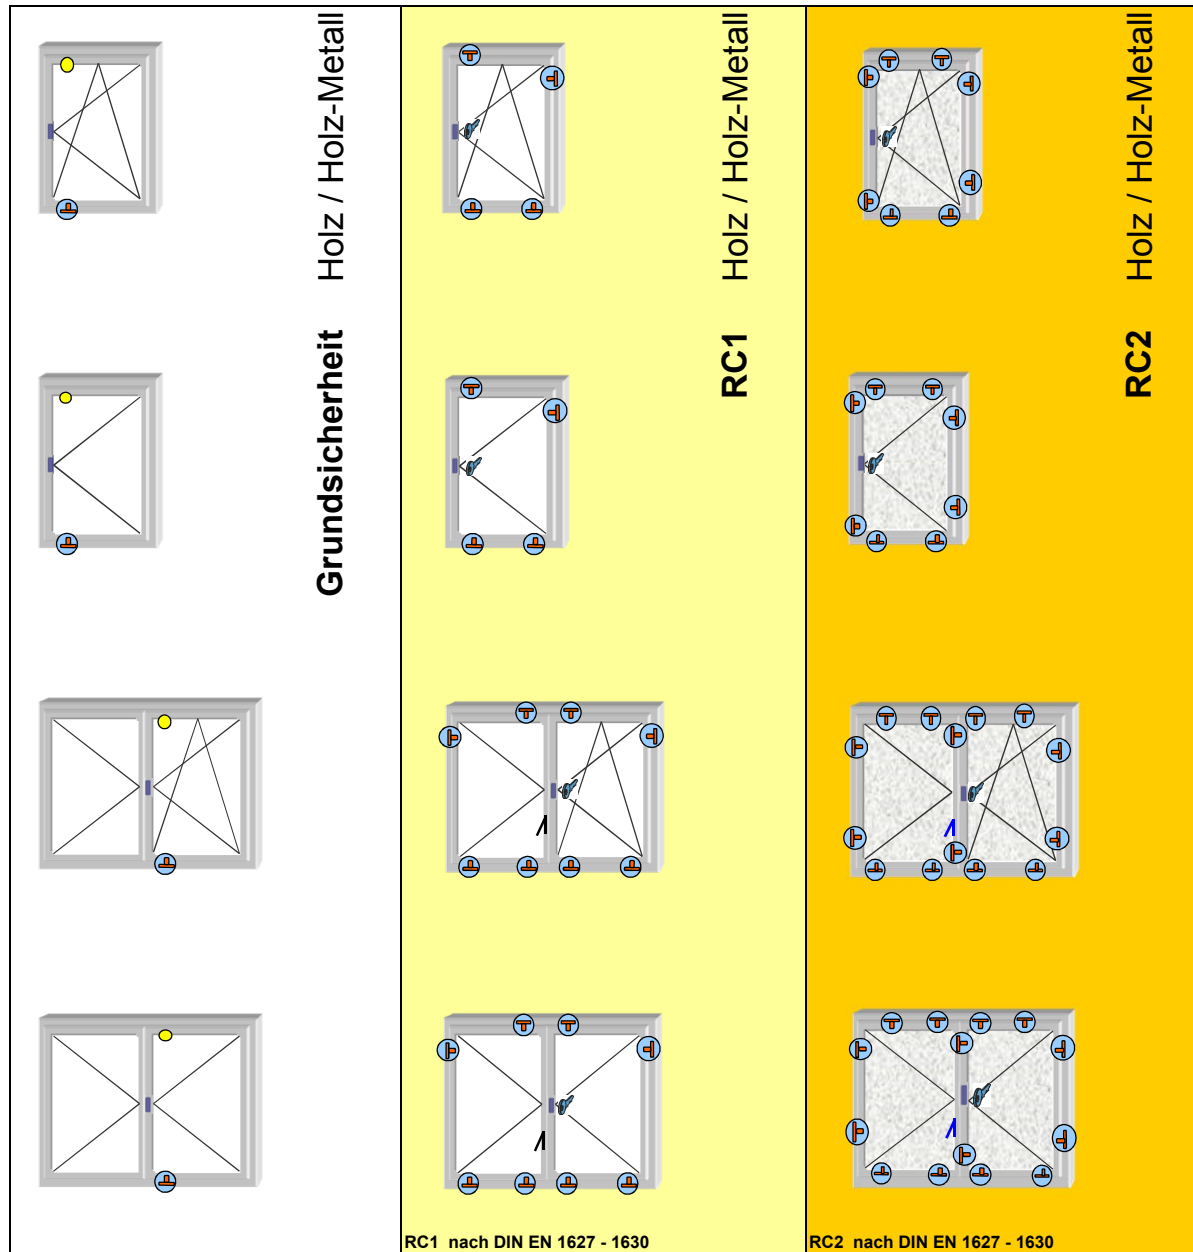 Grundsicherheit Holz / Holz-Metall
RC1 Holz / Holz-Metall
RC2 Holz / Holz-Metall
RC1 nach DIN EN 1627 - 1630
RC2 nach DIN EN 1627 - 1630